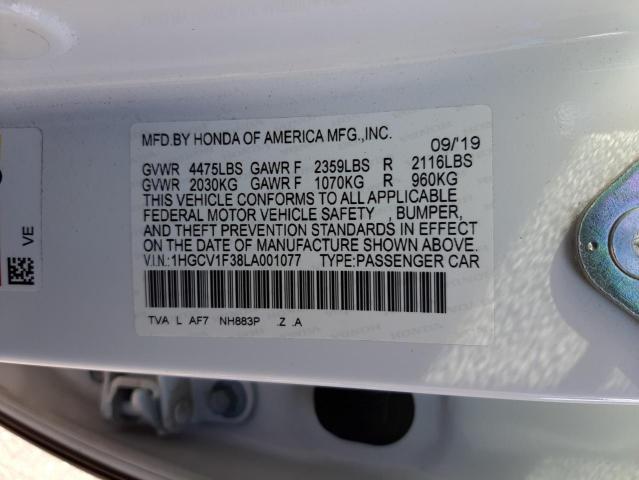 MFD.BY HONDA OF AMERICA MFG.,INC. 09/'19
GVWR 4475LBS GAWR F 2359LBS R 2116LBS
GVWR 2030KG GAWR F 1070KG R 960KG
THIS VEHICLE CONFORMS TO ALL APPLICABLE
FEDERAL MOTOR VEHICLE SAFETY , BUMPER,
AND THEFT PREVENTION STANDARDS IN EFFECT
ON THE DATE OF MANUFACTURE SHOWN ABOVE.
V.I.N.:1HGCV1F38LA001077 TYPE:PASSENGER CAR
TVA L AF7 NH883P .Z .A
VE